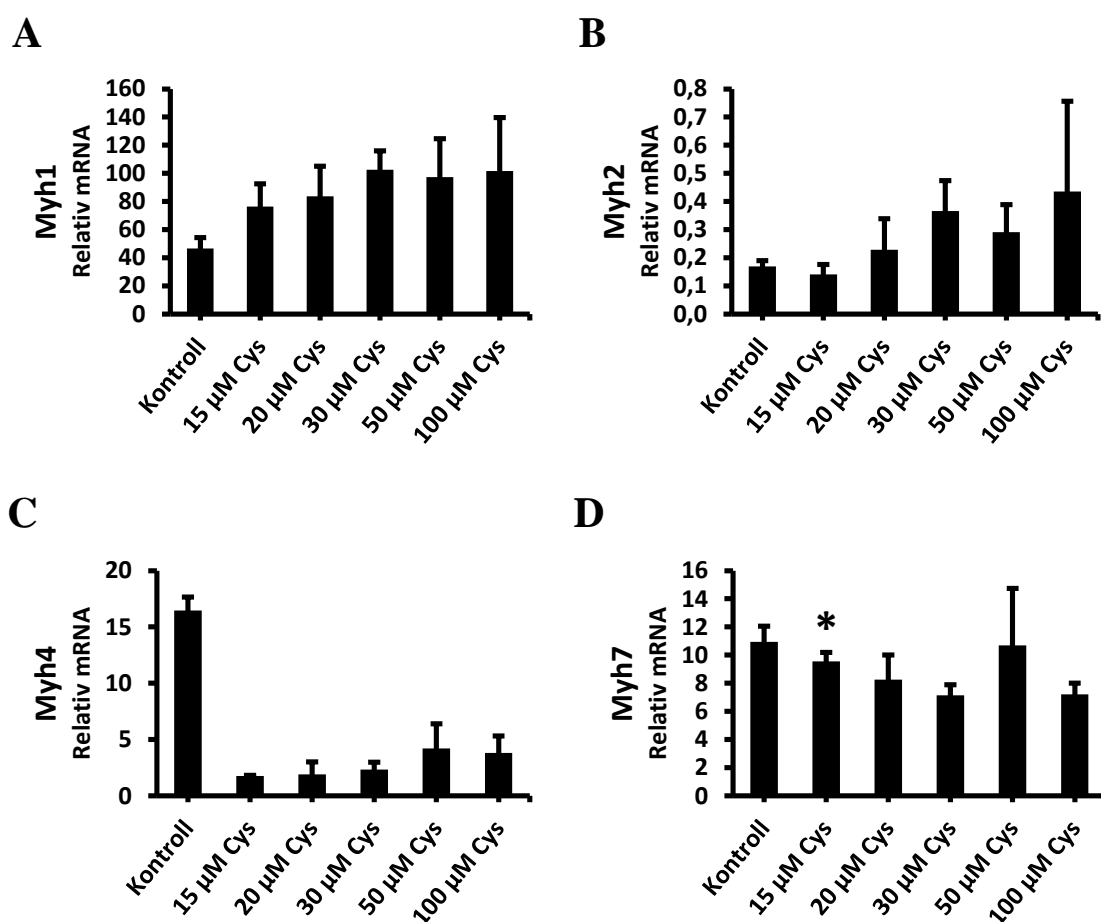 A
Myh1
Relativ mRNA
160
140
120
100
80
60
40
20
0
Kontroll
15 µM Cys
20 µM Cys
30 µM Cys
50 µM Cys
100 µM Cys
B
Myh2
Relativ mRNA
0,8
0,7
0,6
0,5
0,4
0,3
0,2
0,1
0,0
Kontroll
15 µM Cys
20 µM Cys
30 µM Cys
50 µM Cys
100 µM Cys
C
Myh4
Relativ mRNA
20
15
10
5
0
Kontroll
15 µM Cys
20 µM Cys
30 µM Cys
50 µM Cys
100 µM Cys
D
Myh7
Relativ mRNA
16
14
12
10
8
6
4
2
0
*
Kontroll
15 µM Cys
20 µM Cys
30 µM Cys
50 µM Cys
100 µM Cys